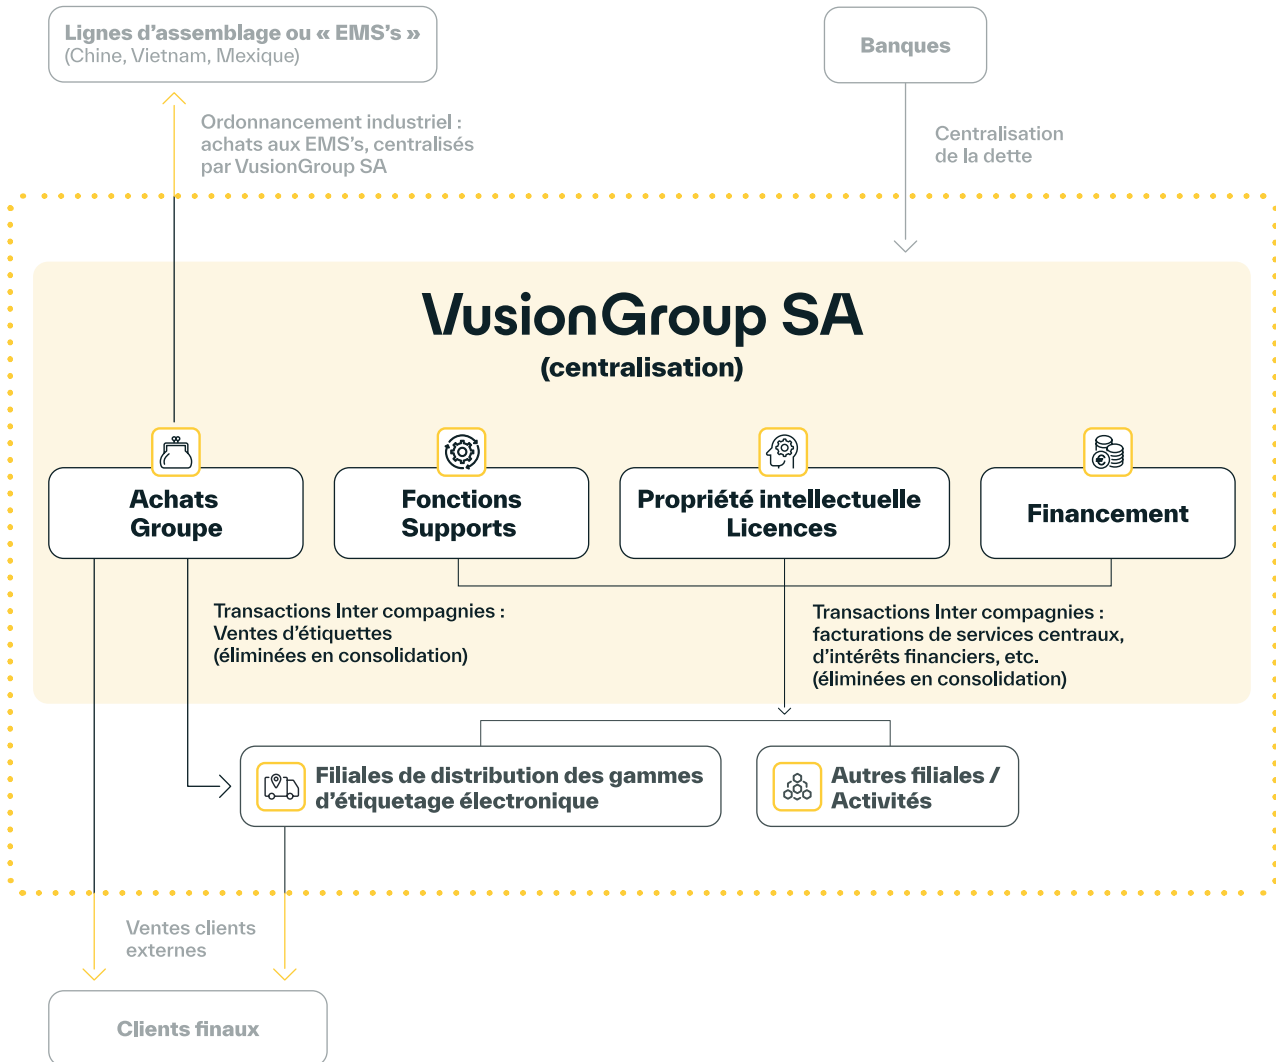 Lignes d’assemblage ou « EMS’s »
(Chine, Vietnam, Mexique)
Banques
Ordonnancement industriel :
achats aux EMS’s, centralisés
par VusionGroup SA
Centralisation
de la dette
VusionGroup SA
(centralisation)
Achats
Groupe
Fonctions
Supports
Propriété intellectuelle
Licences
Financement
Transactions Inter compagnies :
Ventes d’étiquettes
(éliminées en consolidation)
Transactions Inter compagnies :
facturations de services centraux,
d’intérêts financiers, etc.
(éliminées en consolidation)
Filiales de distribution des gammes
d’étiquetage électronique
Autres filiales /
Activités
Ventes clients
externes
Clients finaux